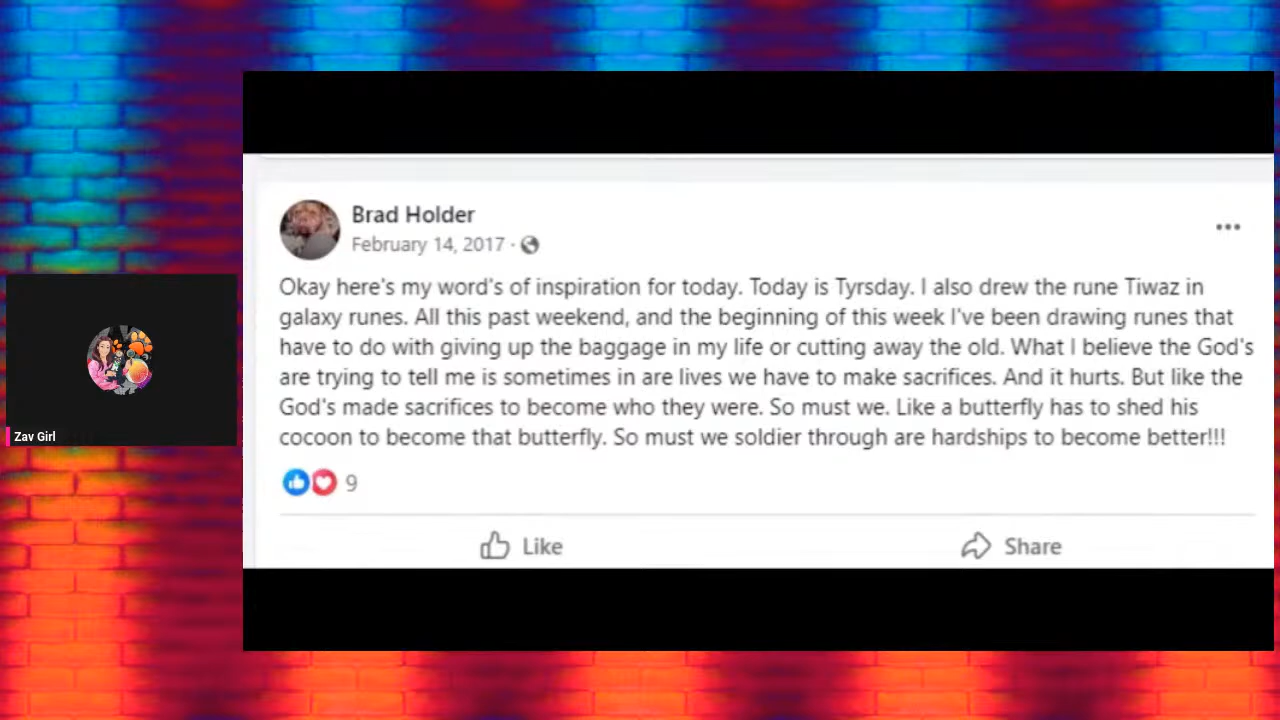 Brad Holder
February 14, 2017 ·
Okay here's my word's of inspiration for today. Today is Tyrsday. I also drew the rune Tiwaz in
galaxy runes. All this past weekend, and the beginning of this week I've been drawing runes that
have to do with giving up the baggage in my life or cutting away the old. What I believe the God's
are trying to tell me is sometimes in are lives we have to make sacrifices. And it hurts. But like the
God's made sacrifices to become who they were. So must we. Like a butterfly has to shed his
cocoon to become that butterfly. So must we soldier through are hardships to become better!!!
9
Like
Share
Zav Girl